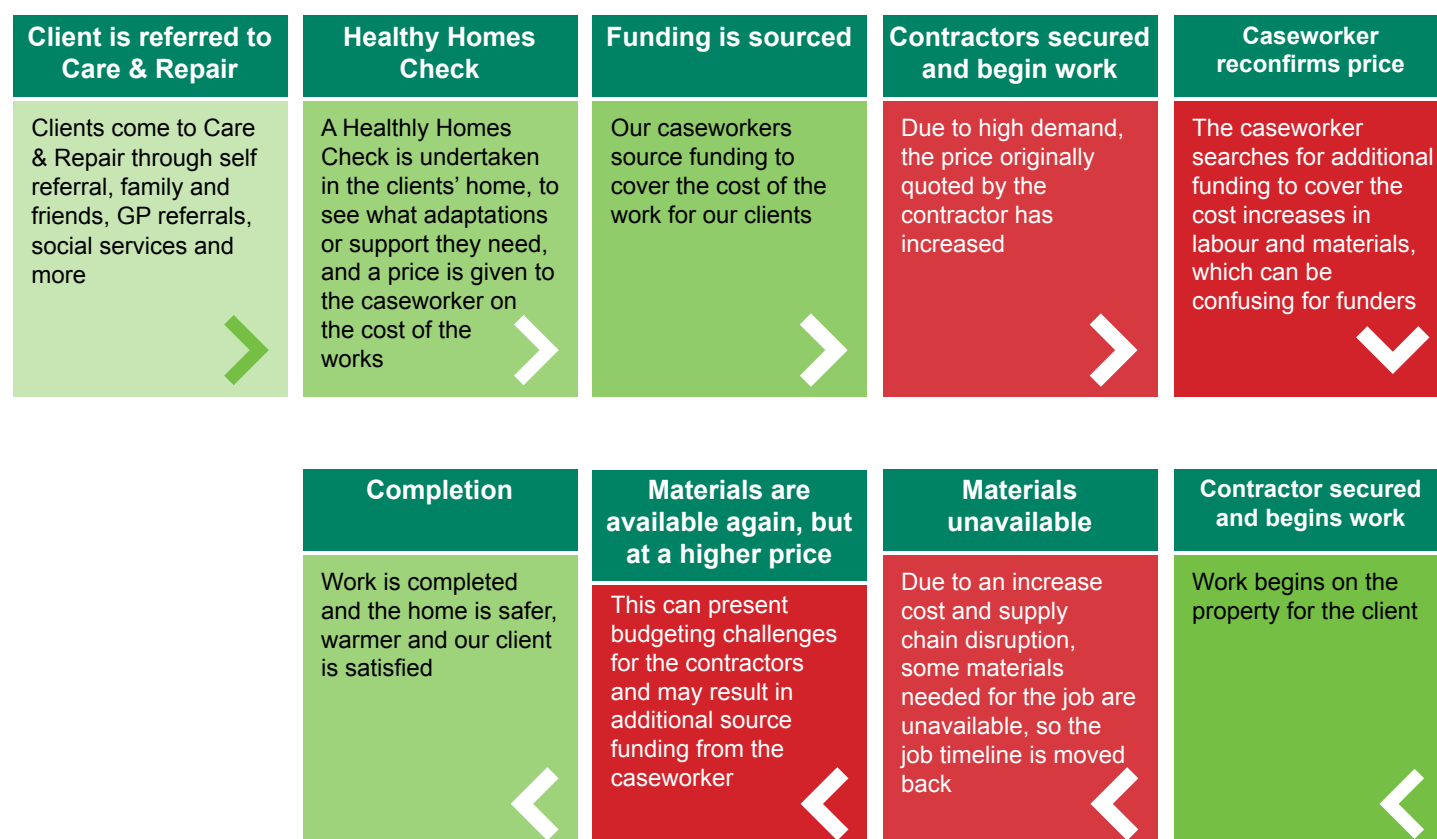 Client is referred to
Care & Repair
Clients come to Care
& Repair through self
referral, family and
friends, GP referrals,
social services and
more
Healthy Homes
Check
A Healthly Homes
Check is undertaken
in the clients’ home, to
see what adaptations
or support they need,
and a price is given to
the caseworker on
the cost of the
works
Funding is sourced
Our caseworkers
source funding to
cover the cost of the
work for our clients
Contractors secured
and begin work
Due to high demand,
the price originally
quoted by the
contractor has
increased
Caseworker
reconfirms price
The caseworker
searches for additional
funding to cover the
cost increases in
labour and materials,
which can be
confusing for funders
Contractor secured
and begins work
Work begins on the
property for the client
Materials
unavailable
Due to an increase
cost and supply
chain disruption,
some materials
needed for the job are
unavailable, so the
job timeline is moved
back
Materials are
available again, but
at a higher price
This can present
budgeting challenges
for the contractors
and may result in
additional source
funding from the
caseworker
Completion
Work is completed
and the home is safer,
warmer and our client
is satisfied